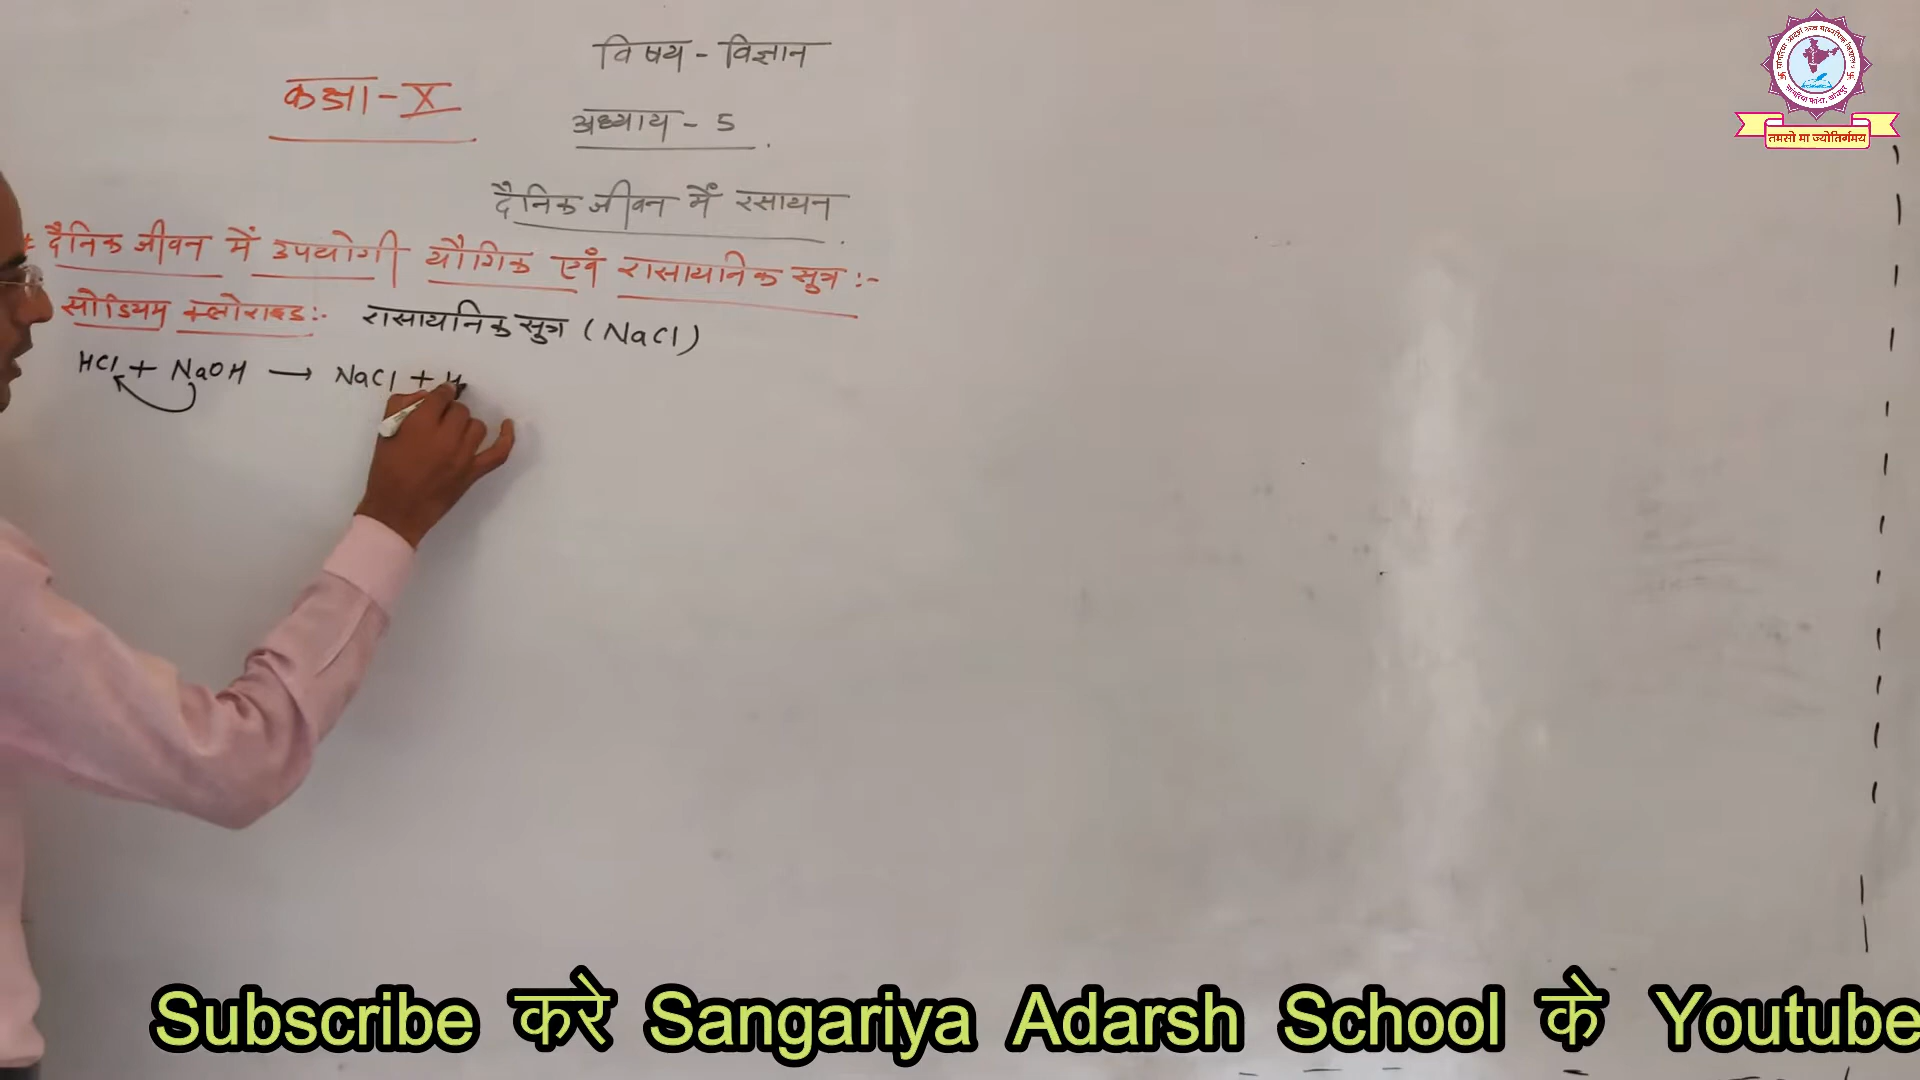 विषय - विज्ञान
कक्षा - X
अध्याय - 5
दैनिक जीवन में रसायन
दैनिक जीवन में उपयोगी यौगिक एवं रासायनिक सुत्र :-
सोडियम क्लोराइड :- रासायनिक सुत्र (NaCl)
HCl + NaOH → NaCl + H
तमसो मा ज्योतिर्गमय
Subscribe करे Sangariya Adarsh School के Youtube